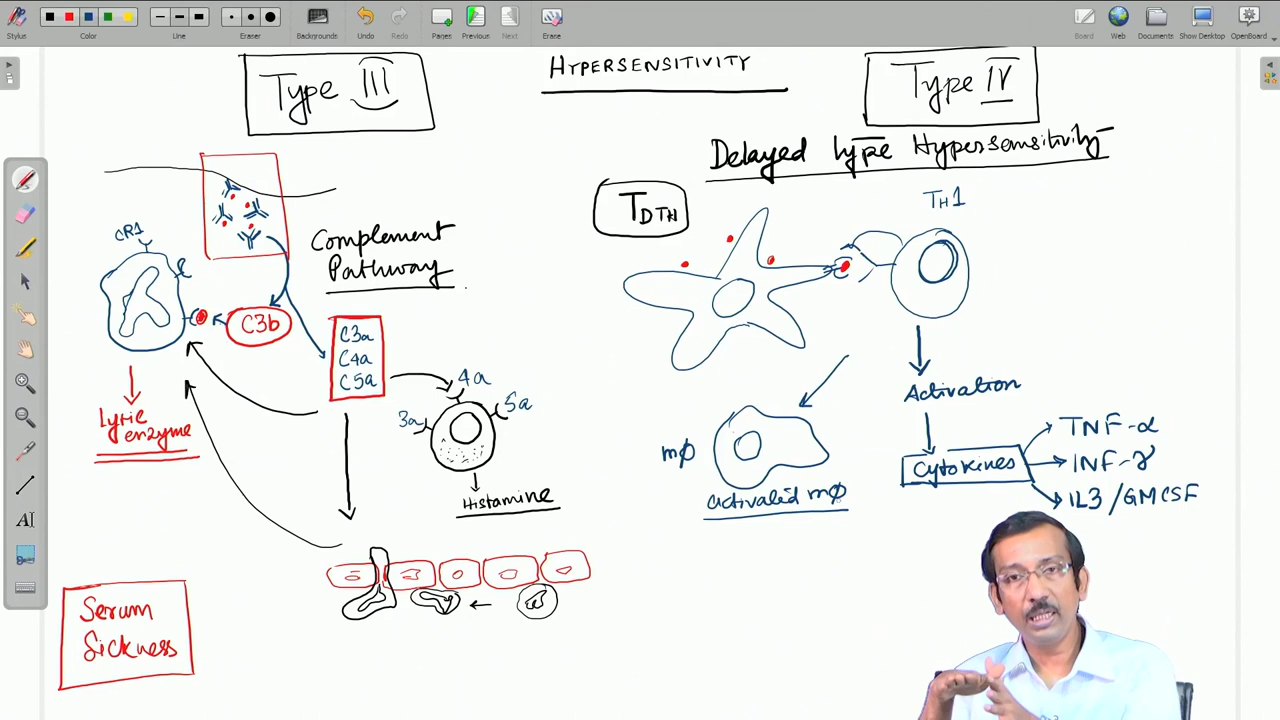 Stylus
Color
Line
Eraser
Backgrounds
Undo
Redo
Pages
Previous
Next
Erase
Board
Web
Documents
Show Desktop
OpenBoard
HYPERSENSITIVITY
Type III
Type IV
Delayed type Hypersensitivity
TDTH
TH1
CR1
Complement
Pathway
C3b
C3a
C4a
C5a
4a
3a
5a
Lytic
enzyme
Histamine
Serum
Sickness
mφ
activated mφ
Activation
Cytokines
TNF-α
INF-γ
IL3/GMCSF